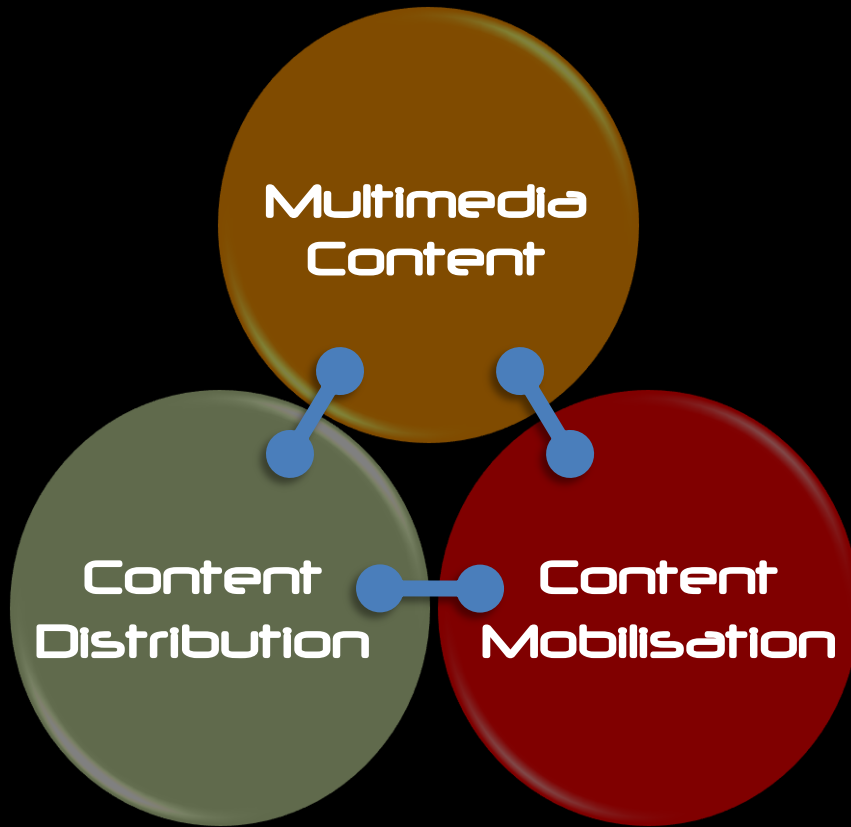 Multimedia
Content
Content
Distribution
Content
Mobilisation